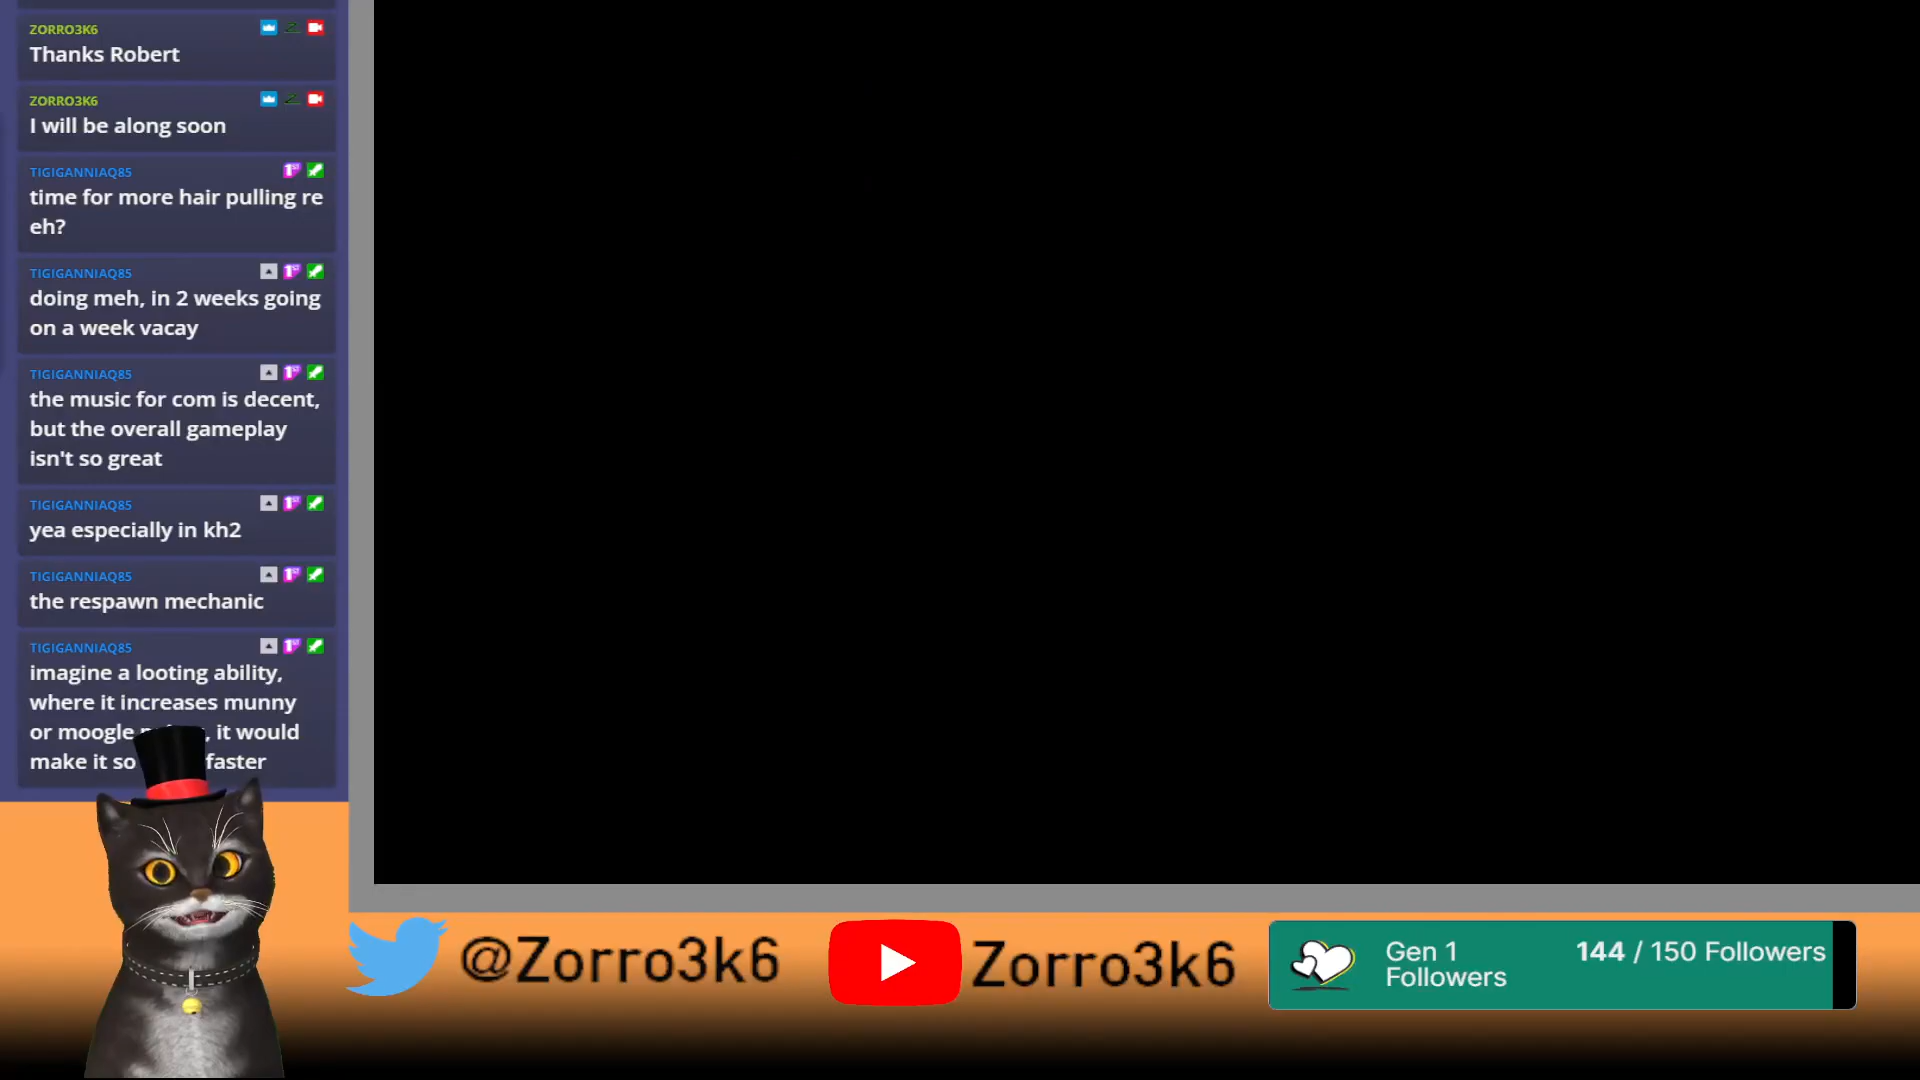 ZORRO3K6
Thanks Robert
ZORRO3K6
I will be along soon
TIGIGANNIAQ85
time for more hair pulling re
eh?
TIGIGANNIAQ85
doing meh, in 2 weeks going
on a week vacay
TIGIGANNIAQ85
the music for com is decent,
but the overall gameplay
isn't so great
TIGIGANNIAQ85
yea especially in kh2
TIGIGANNIAQ85
the respawn mechanic
TIGIGANNIAQ85
imagine a looting ability,
where it increases munny
or moogle , it would
make it so faster
@Zorro3k6
Zorro3k6
Gen 1
Followers
144 / 150 Followers